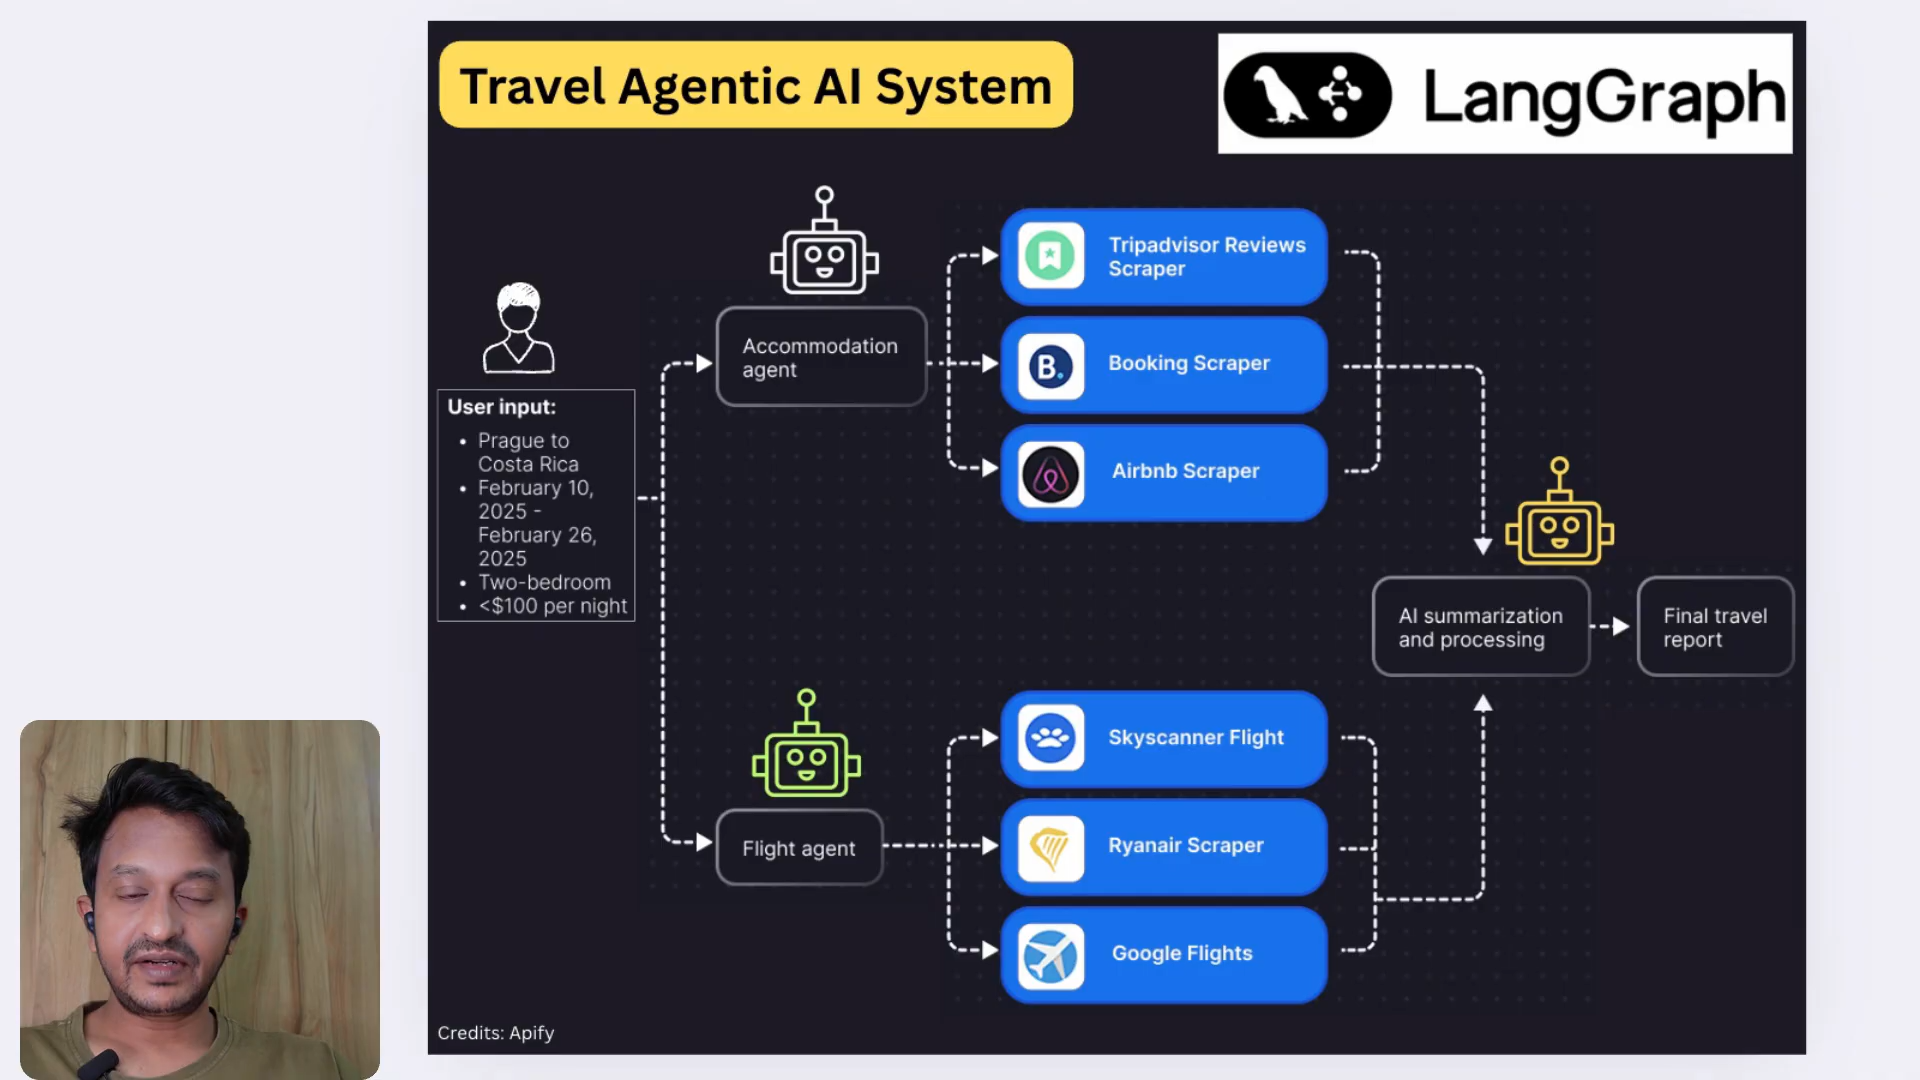 Travel Agentic AI System
LangGraph
User input:
• Prague to
Costa Rica
• February 10,
2025 -
February 26,
2025
• Two-bedroom
• <$100 per night
Accommodation
agent
Tripadvisor Reviews
Scraper
B.
Booking Scraper
Airbnb Scraper
AI summarization
and processing
Final travel
report
Flight agent
Skyscanner Flight
Ryanair Scraper
Google Flights
Credits: Apify